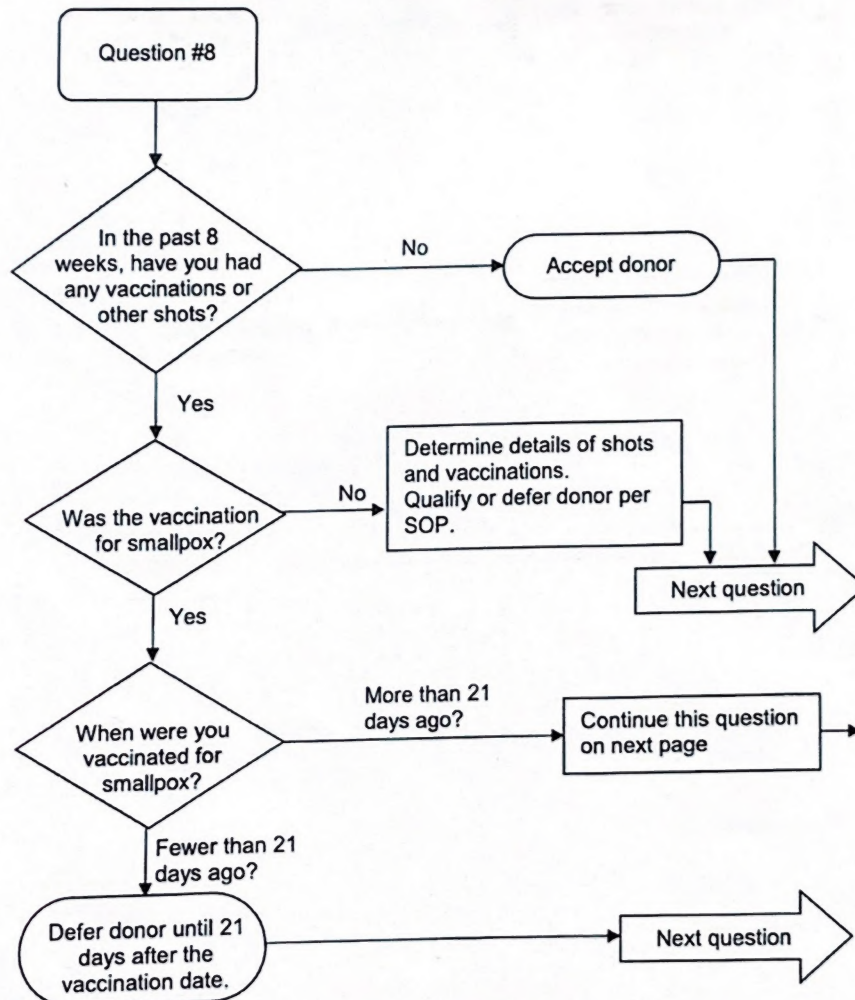 Question #8
In the past 8
weeks, have you had
any vaccinations or
other shots?
No
Accept donor
Yes
Was the vaccination
for smallpox?
No
Determine details of shots
and vaccinations.
Qualify or defer donor per
SOP.
Next question
Yes
When were you
vaccinated for
smallpox?
More than 21
days ago?
Continue this question
on next page
Fewer than 21
days ago?
Defer donor until 21
days after the
vaccination date.
Next question